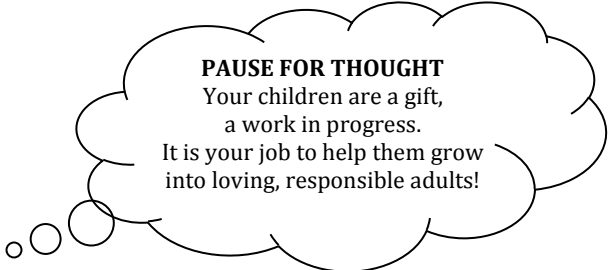 PAUSE FOR THOUGHT
Your children are a gift,
a work in progress.
It is your job to help them grow
into loving, responsible adults!